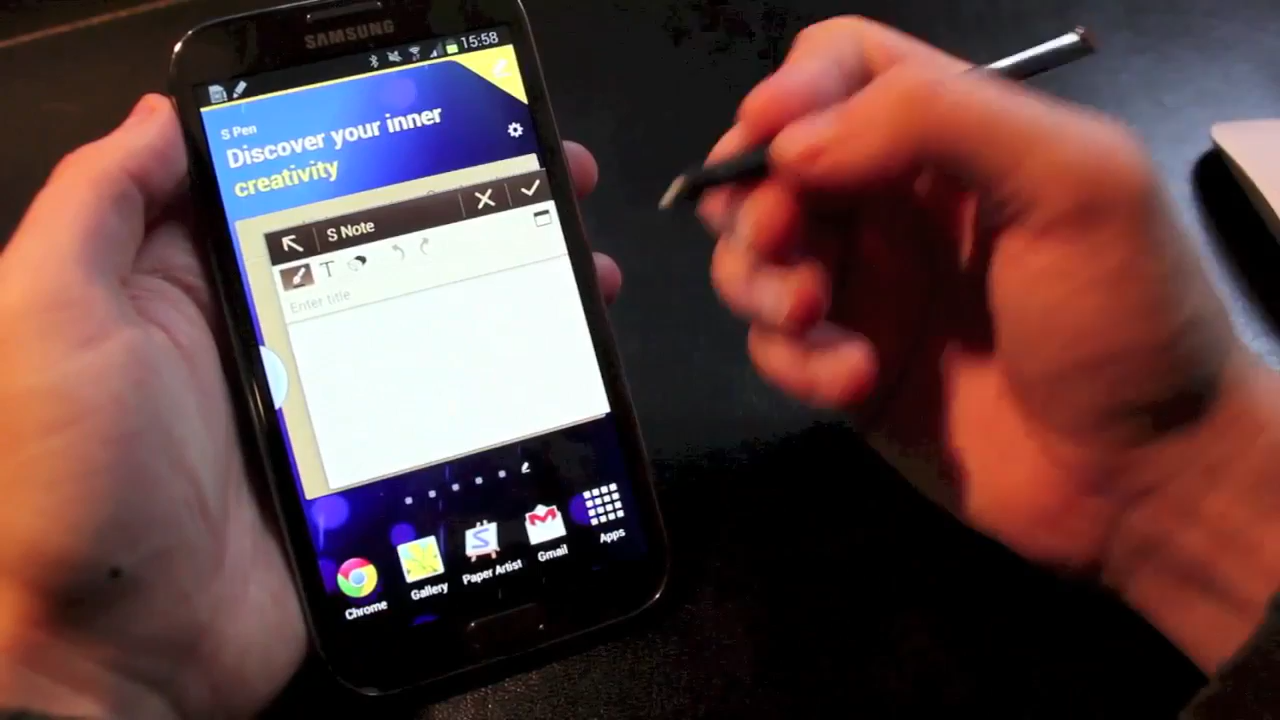 SAMSUNG
15:58
S Pen
Discover your inner
creativity
S Note
T
Enter title
Chrome
Gallery
Paper Artist
Gmail
Apps